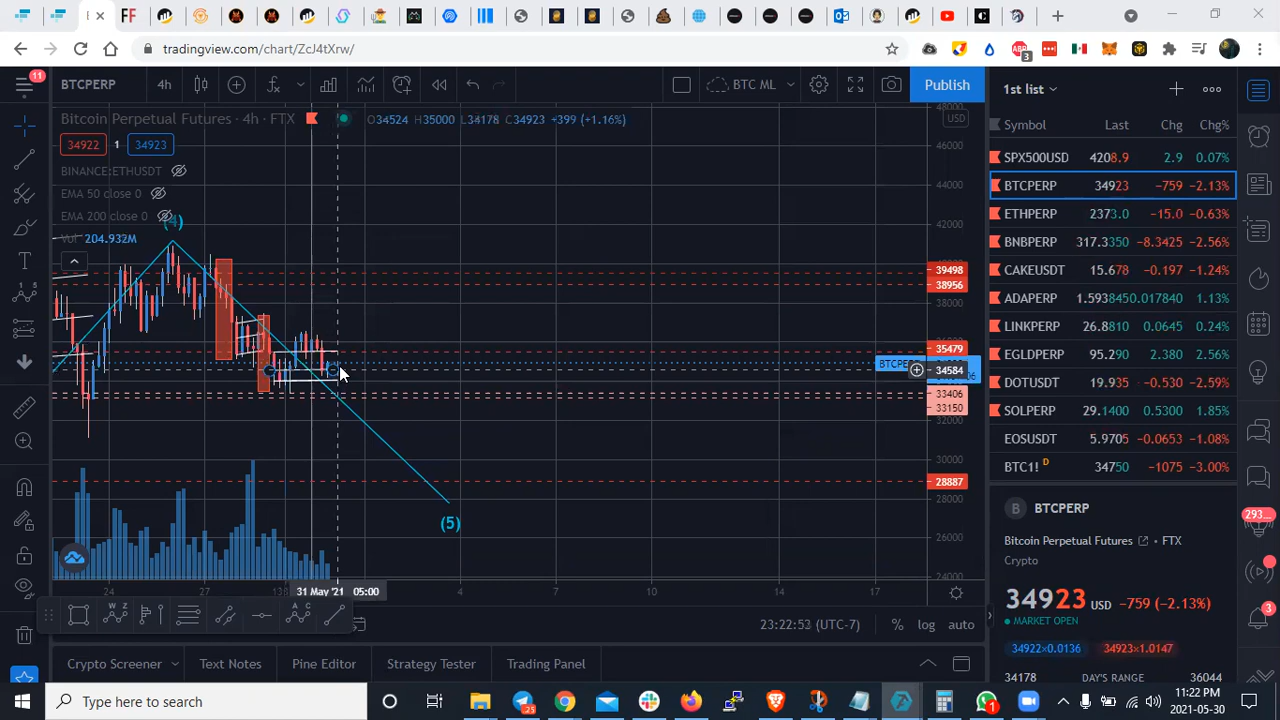 tradingview.com/chart/ZcJ4tXrw/
ABP
3
11
BTCPERP
4h
BTC ML
Publish
1st list
Bitcoin Perpetual Futures · 4h · FTX
O34524 H35000 L34178 C34923 +399 (+1.16%)
34922
1
34923
BINANCE:ETHUSDT
EMA 50 close 0
EMA 200 close 0
Vol 204.932M
(4)
(5)
USD
48000
46000
44000
42000
39498
38956
38000
35479
34584
33406
33150
32000
30000
28887
28000
26000
24000
24
27
31 May '21 05:00
4
7
10
14
17
Symbol Last Chg Chg%
SPX500USD 4208.9 2.9 0.07%
BTCPERP 34923 -759 -2.13%
ETHPERP 2373.0 -15.0 -0.63%
BNBPERP 317.3350 -8.3425 -2.56%
CAKEUSDT 15.678 -0.197 -1.24%
ADAPERP 1.5938450.017840 1.13%
LINKPERP 26.8810 0.0645 0.24%
EGLDPERP 95.290 2.380 2.56%
DOTUSDT 19.935 -0.530 -2.59%
SOLPERP 29.1400 0.5300 1.85%
EOSUSDT 5.9705 -0.0653 -1.08%
BTC1! D 34750 -1075 -3.00%
B
BTCPERP
Bitcoin Perpetual Futures
FTX
Crypto
34923 USD -759 (-2.13%)
MARKET OPEN
34922×0.0136
34923×1.0147
34178 DAY'S RANGE 36044
293
3
W Z
A C
23:22:53 (UTC-7)
%
log
auto
Crypto Screener
Text Notes
Pine Editor
Strategy Tester
Trading Panel
Type here to search
25
1
11:22 PM
2021-05-30